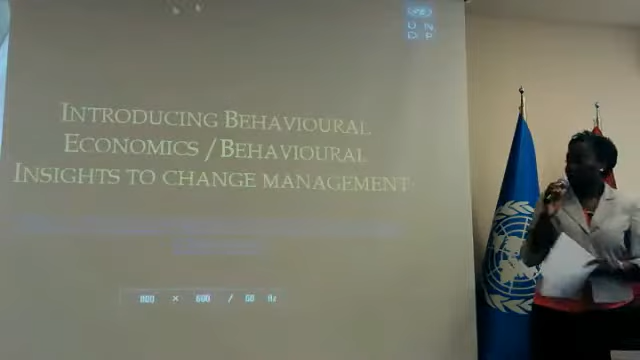 U N
D P
INTRODUCING BEHAVIOURAL
ECONOMICS / BEHAVIOURAL
INSIGHTS TO CHANGE MANAGEMENT
800 × 600 / 60 Hz